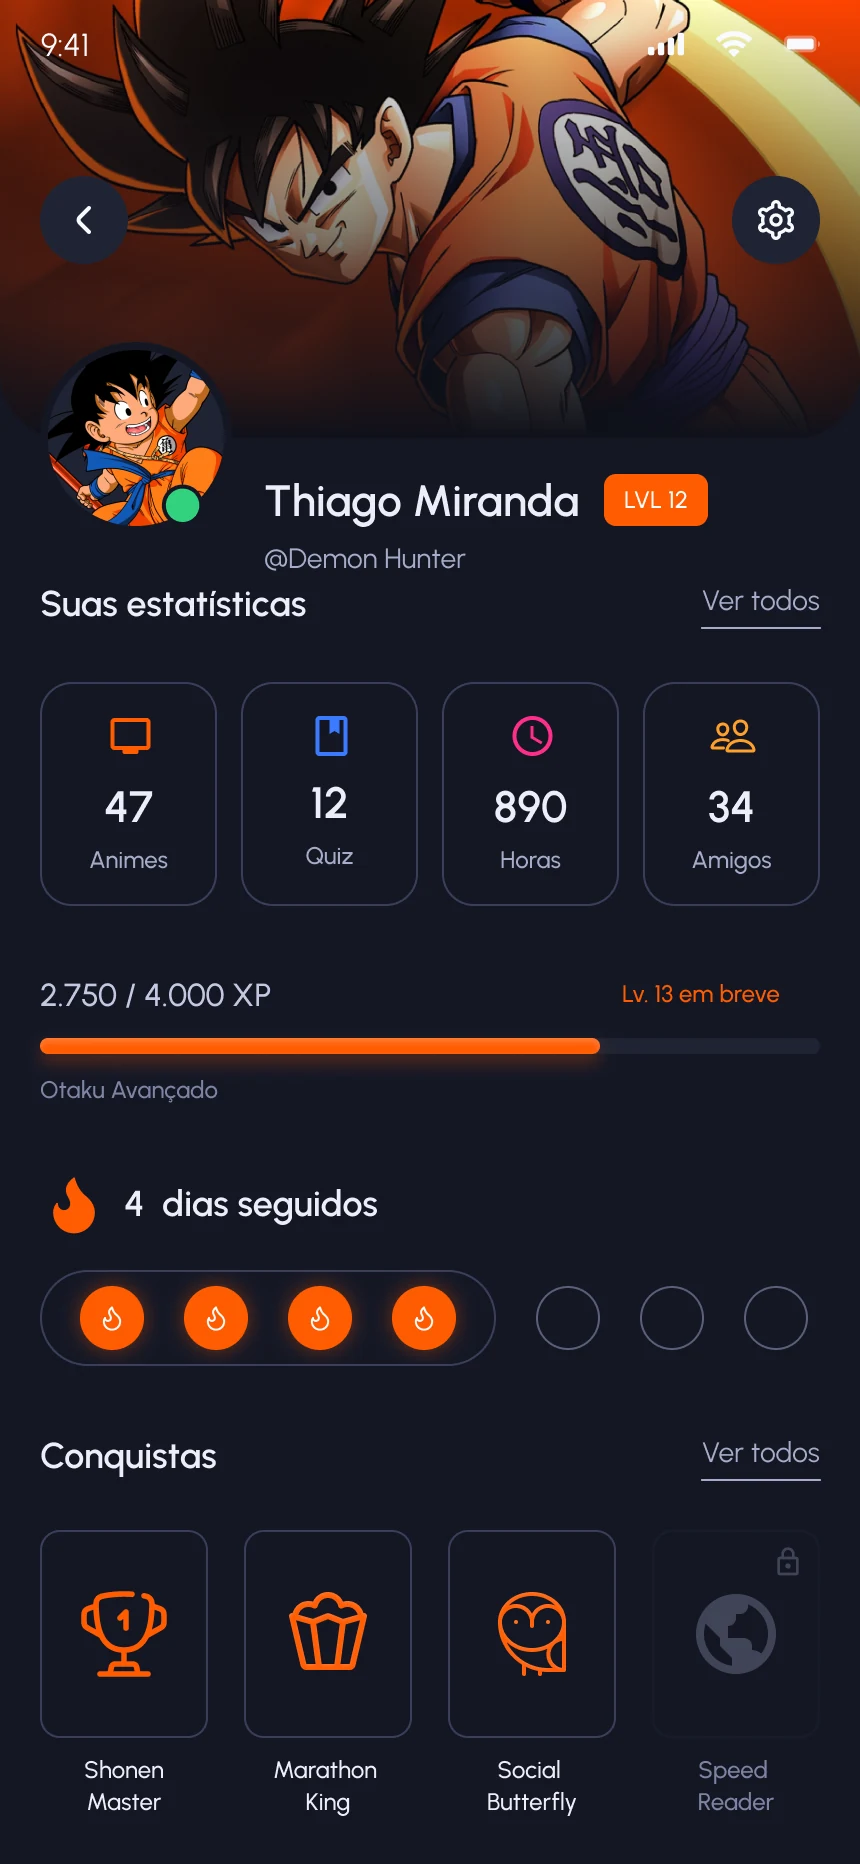 9:41
Thiago Miranda LVL 12
@Demon Hunter
Suas estatísticas Ver todos
47 12 890 34
Animes Quiz Horas Amigos
2.750 / 4.000 XP Lv. 13 em breve
Otaku Avançado
4 dias seguidos
Conquistas Ver todos
1
Shonen Master
Marathon King
Social Butterfly
Speed Reader